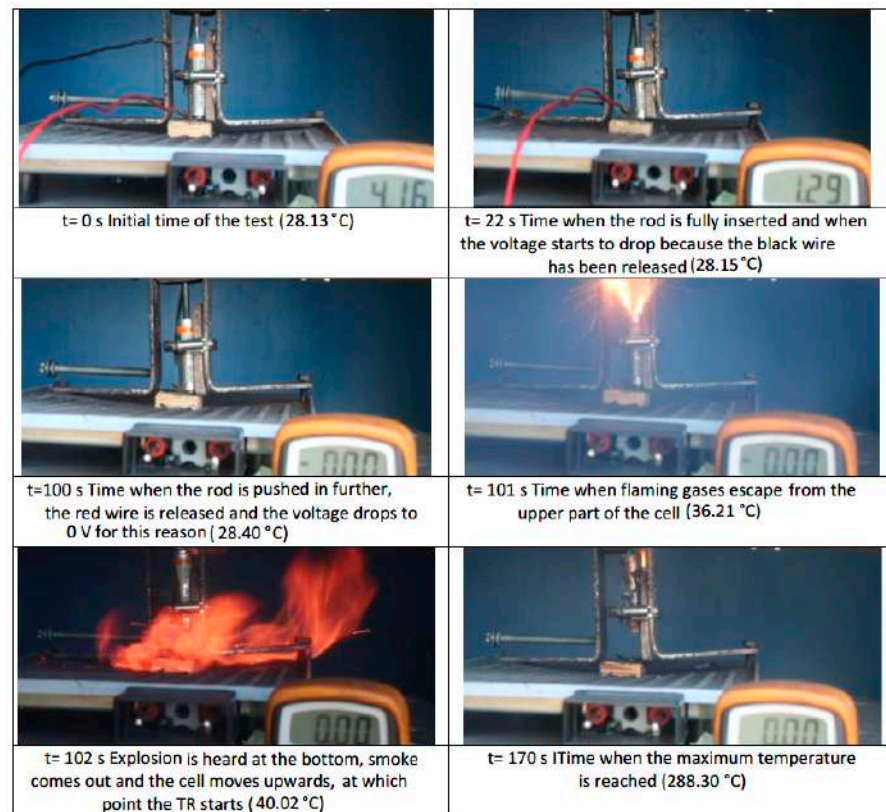 4.16
1.29
t= 0 s Initial time of the test (28.13 °C)
t= 22 s Time when the rod is fully inserted and when
the voltage starts to drop because the black wire
has been released (28.15 °C)
- 0.00
- 0.00
t=100 s Time when the rod is pushed in further,
the red wire is released and the voltage drops to
0 V for this reason (28.40 °C)
t= 101 s Time when flaming gases escape from the
upper part of the cell (36.21 °C)
0.00
0.00
t= 102 s Explosion is heard at the bottom, smoke
comes out and the cell moves upwards, at which
point the TR starts (40.02 °C)
t= 170 s ITime when the maximum temperature
is reached (288.30 °C)